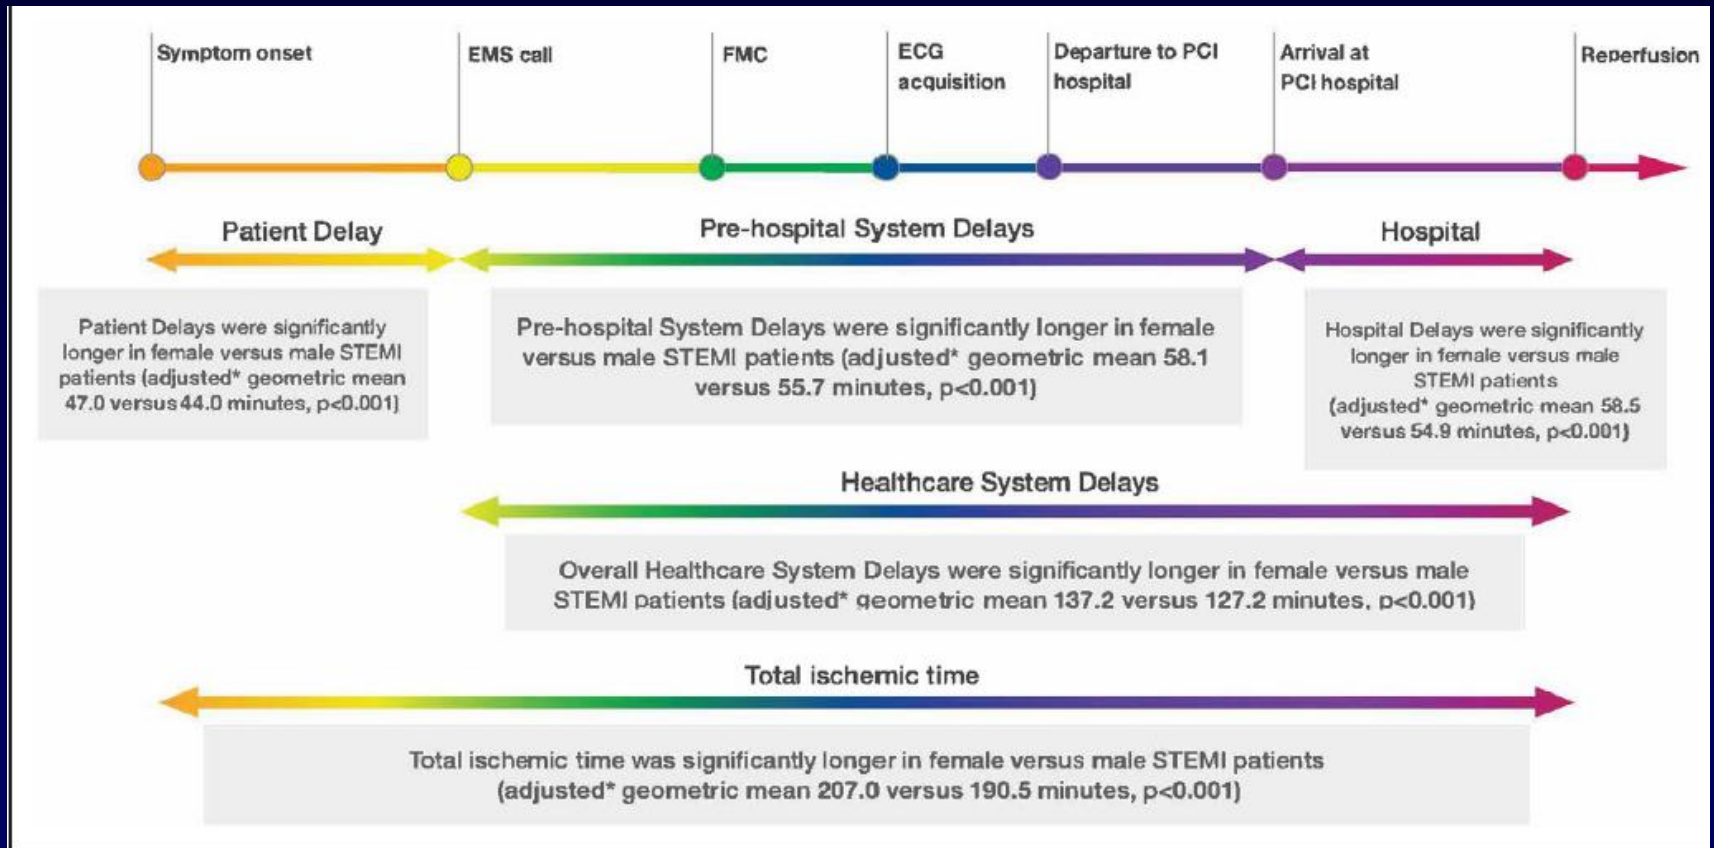 Symptom onset
EMS call
FMC
ECG
acquisition
Departure to PCI
hospital
Arrival at
PCI hospital
Reperfusion
Patient Delay
Pre-hospital System Delays
Hospital
Patient Delays were significantly
longer in female versus male STEMI
patients (adjusted* geometric mean
47.0 versus 44.0 minutes, p<0.001)
Pre-hospital System Delays were significantly longer in female
versus male STEMI patients (adjusted* geometric mean 58.1
versus 55.7 minutes, p<0.001)
Hospital Delays were significantly
longer in female versus male
STEMI patients
(adjusted* geometric mean 58.5
versus 54.9 minutes, p<0.001)
Healthcare System Delays
Overall Healthcare System Delays were significantly longer in female versus male
STEMI patients (adjusted* geometric mean 137.2 versus 127.2 minutes, p<0.001)
Total ischemic time
Total ischemic time was significantly longer in female versus male STEMI patients
(adjusted* geometric mean 207.0 versus 190.5 minutes, p<0.001)